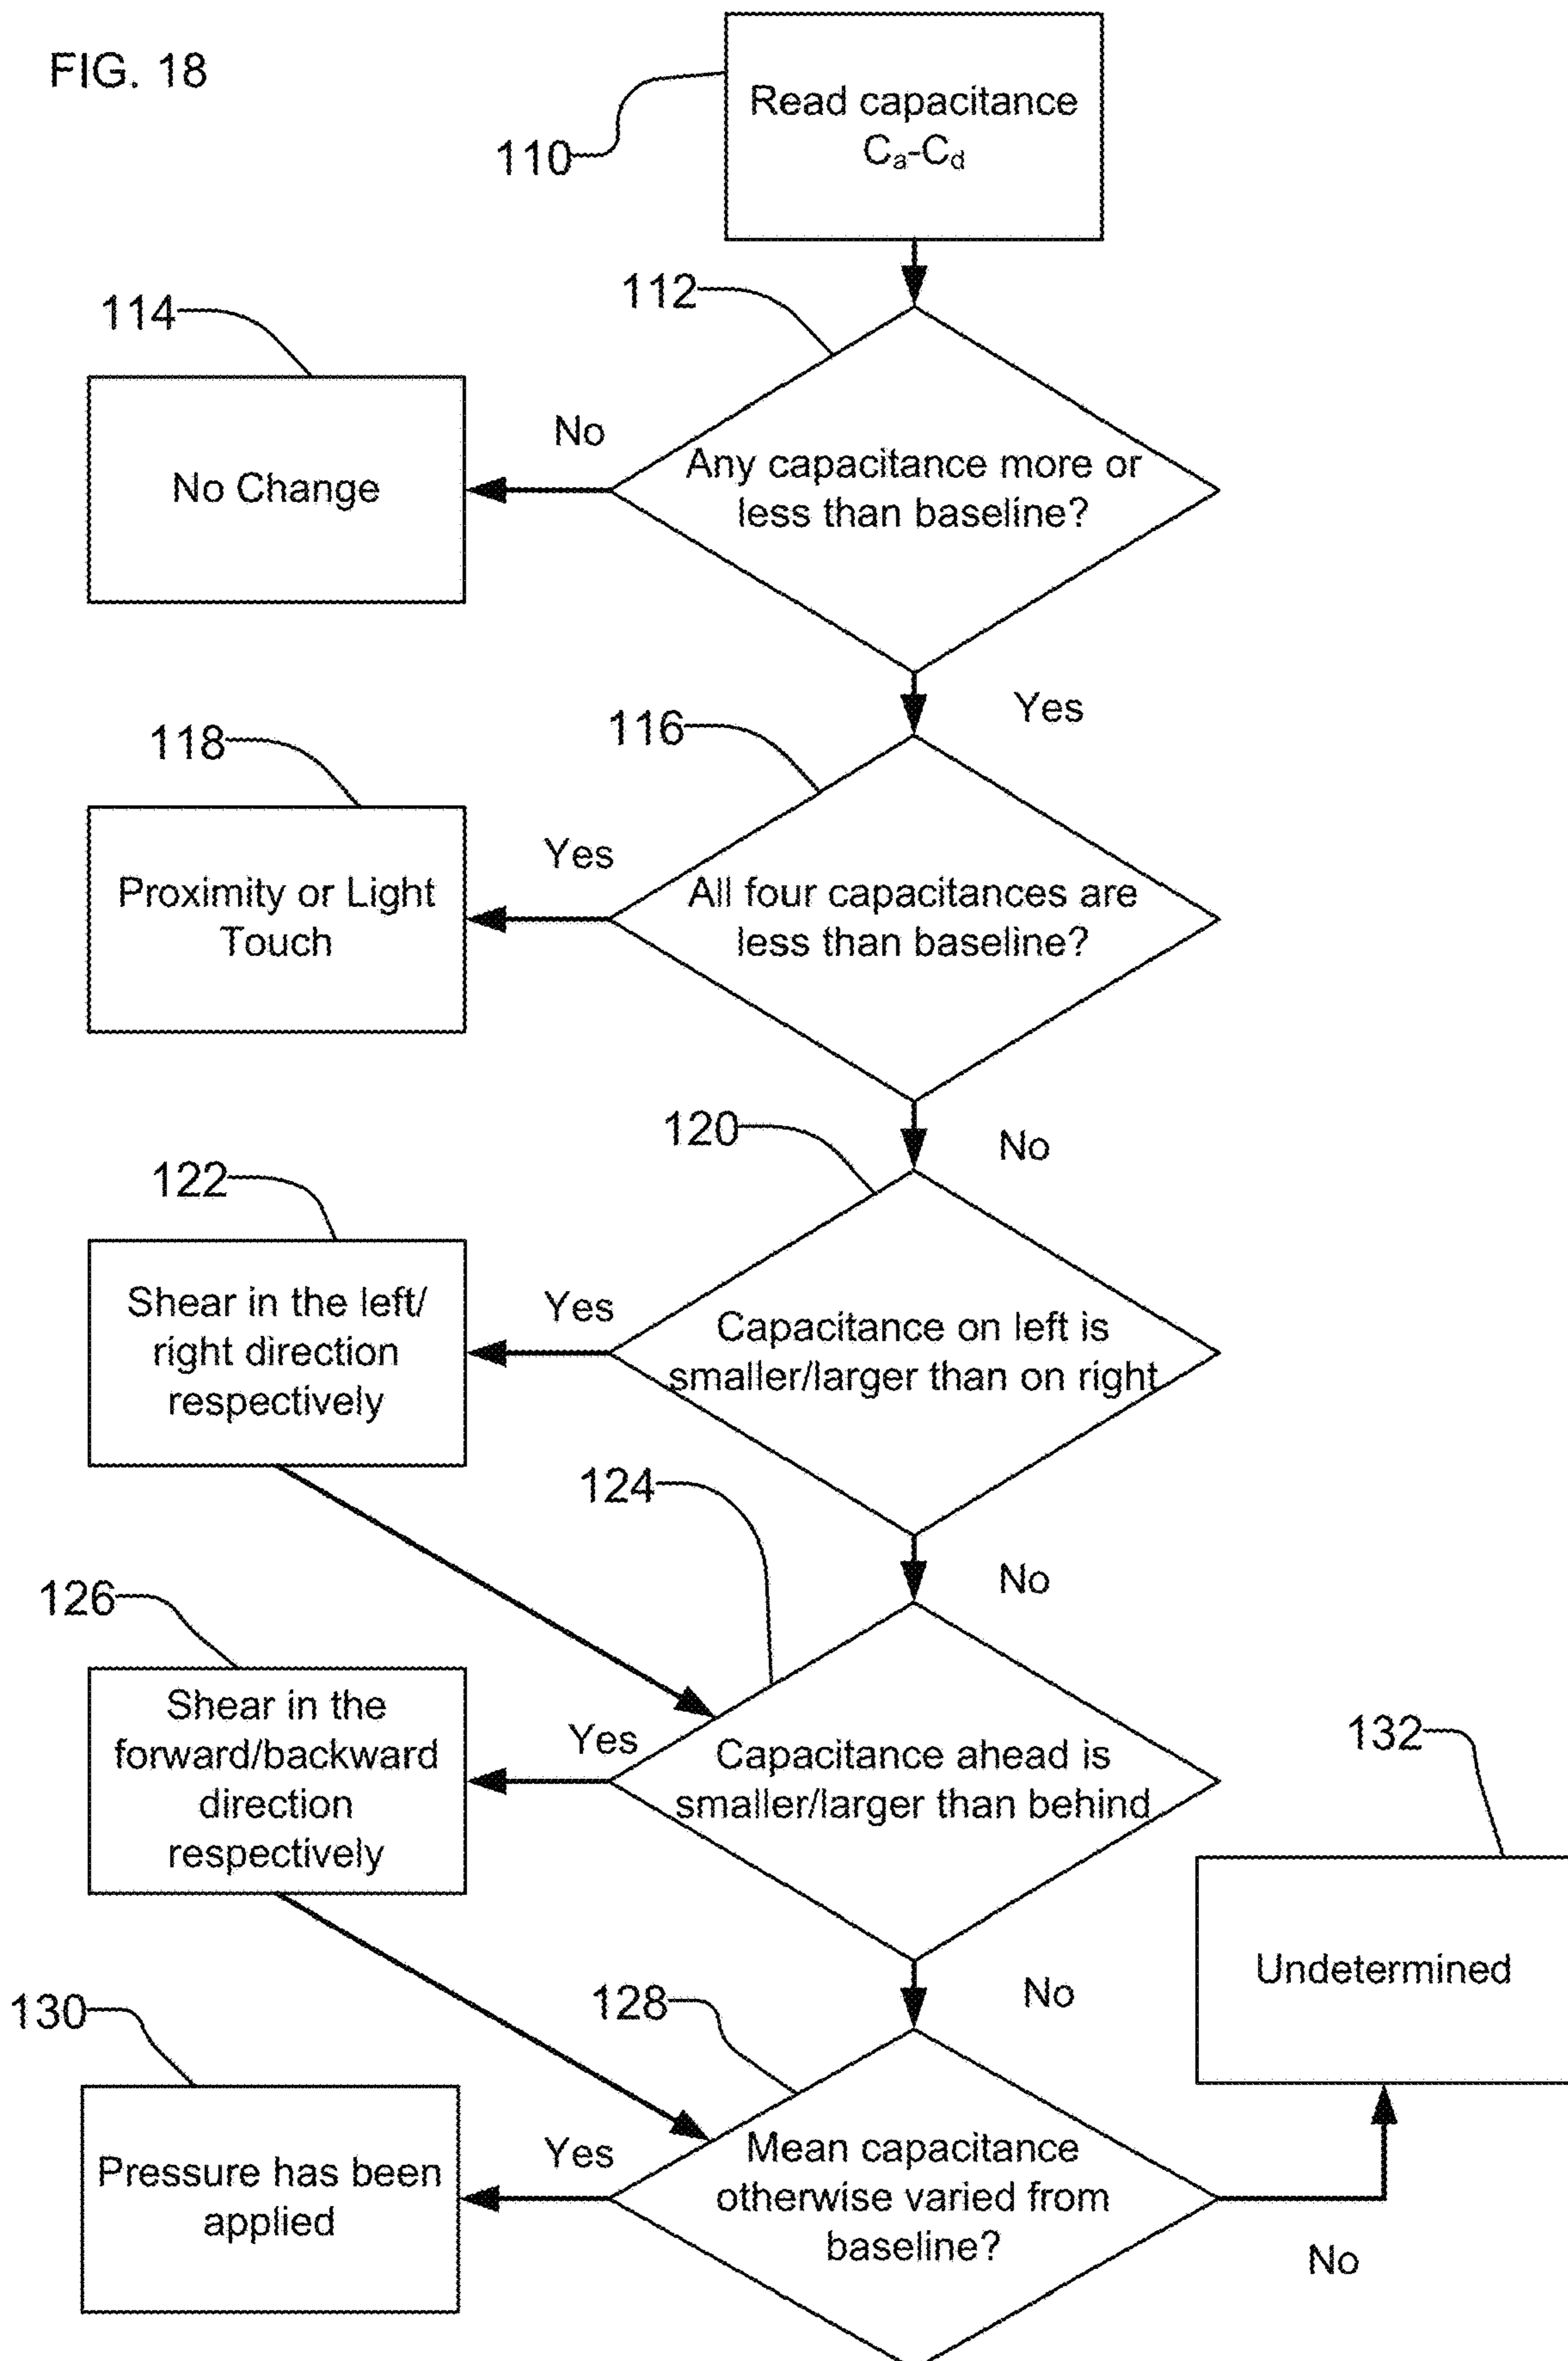 FIG. 18
Read capacitance
Ca-Cd
110
112
114
No
No Change
Any capacitance more or
less than baseline?
Yes
116
118
Yes
Proximity or Light
Touch
All four capacitances are
less than baseline?
No
120
122
Yes
Shear in the left/
right direction
respectively
Capacitance on left is
smaller/larger than on right
No
124
126
Yes
Shear in the
forward/backward
direction
respectively
Capacitance ahead is
smaller/larger than behind
132
Undetermined
No
128
130
Yes
Pressure has been
applied
Mean capacitance
otherwise varied from
baseline?
No